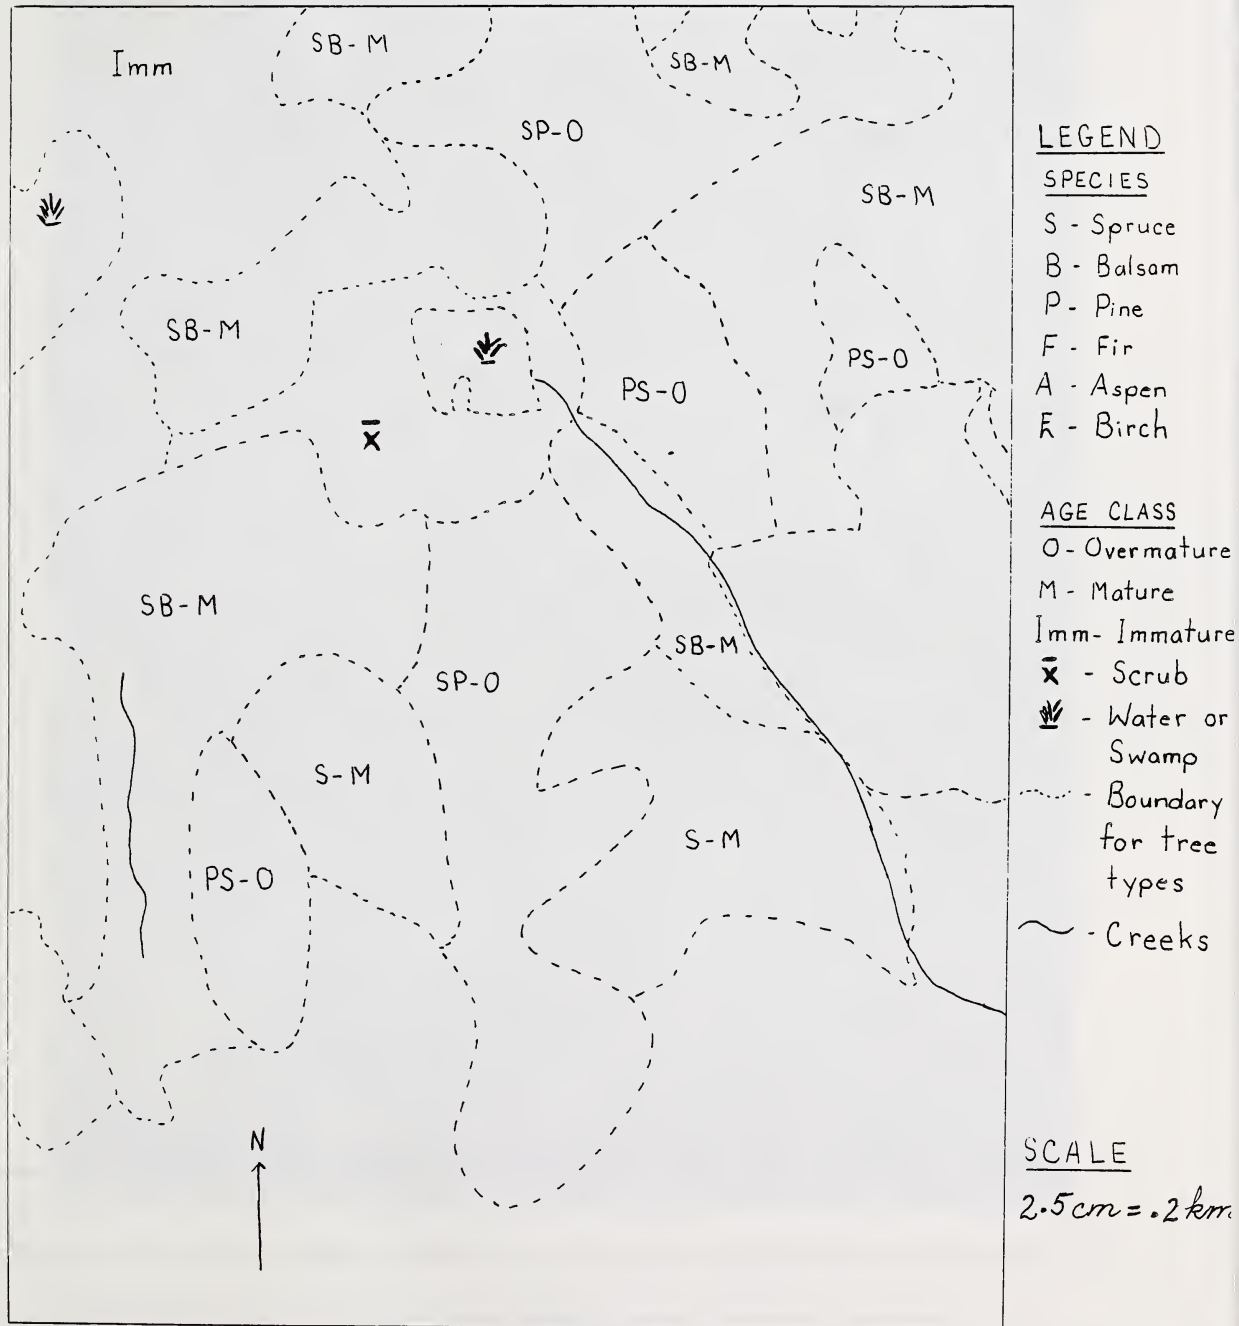 Imm
SB-M
SB-M
SP-O
SB-M
SB-M
PS-O
PS-O
x̄
SB-M
SB-M
SP-O
S-M
S-M
PS-O
N
LEGEND
SPECIES
S - Spruce
B - Balsam
P - Pine
F - Fir
A - Aspen
- Birch
AGE CLASS
O - Overmature
M - Mature
Imm - Immature
x̄ - Scrub
- Water or
Swamp
- Boundary
for tree
types
- Creeks
SCALE
2.5cm = .2 km.